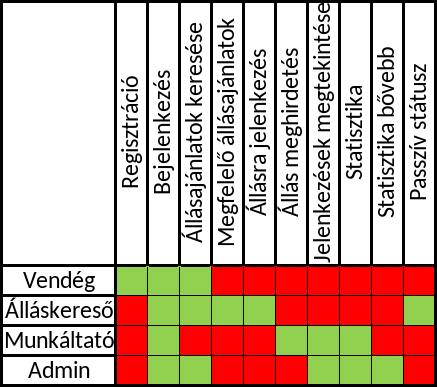 Regisztráció
Bejelenkezés
Állásajánlatok keresése
Megfelelő állásajánlatok
Állásra jelenkezés
Állás meghirdetés
Jelenkezések megtekintése
Statisztika
Statisztika bővebb
Passzív státusz
Vendég
Álláskereső
Munkáltató
Admin